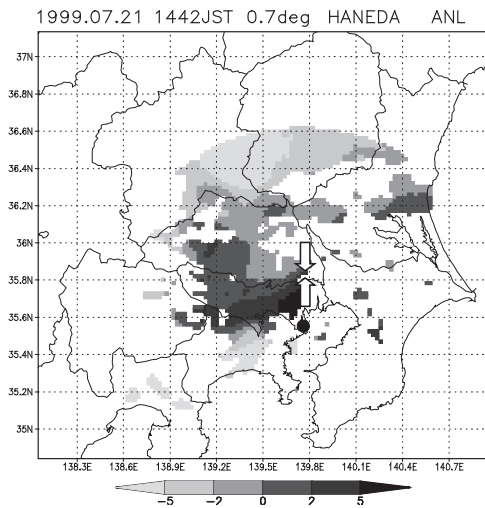 1999.07.21 1442JST 0.7deg HANEDA ANL
37N
36.8N
36.6N
36.4N
36.2N
36N
35.8N
35.6N
35.4N
35.2N
35N
138.3E 138.6E 138.9E 139.2E 139.5E 139.8E 140.1E 140.4E 140.7E
−5 −2 0 2 5